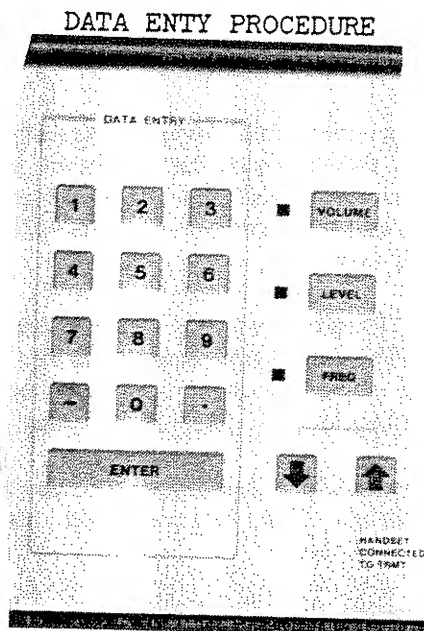 DATA ENTY PROCEDURE
DATA ENTRY
1 2 3 VOLUME
4 5 6 LEVEL
7 8 9 FREQ
- 0 .
ENTER
HANDSET
CONNECTED
TO TRMT